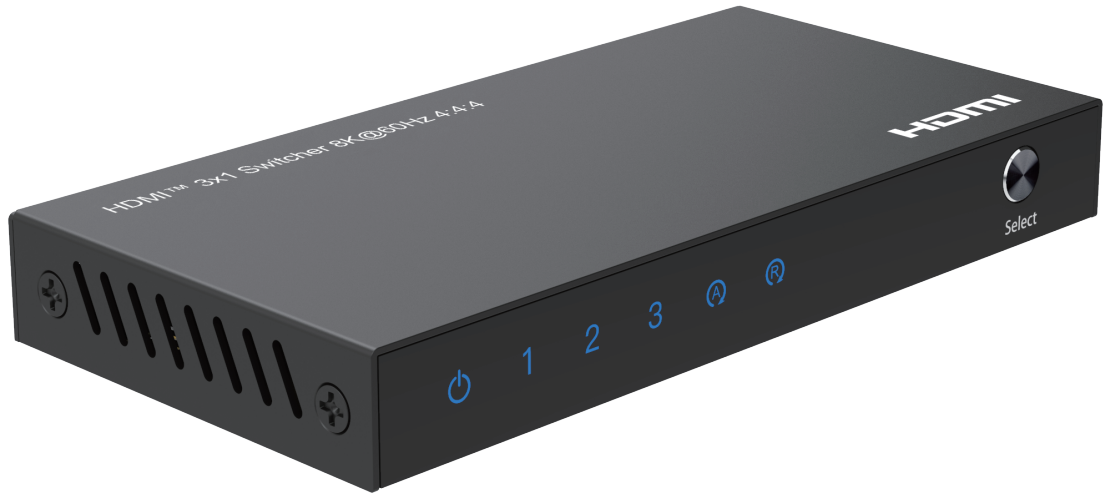 HDMI™ 3x1 Switcher 8K@60Hz 4:4:4
HDMI
1 2 3 A R
Select